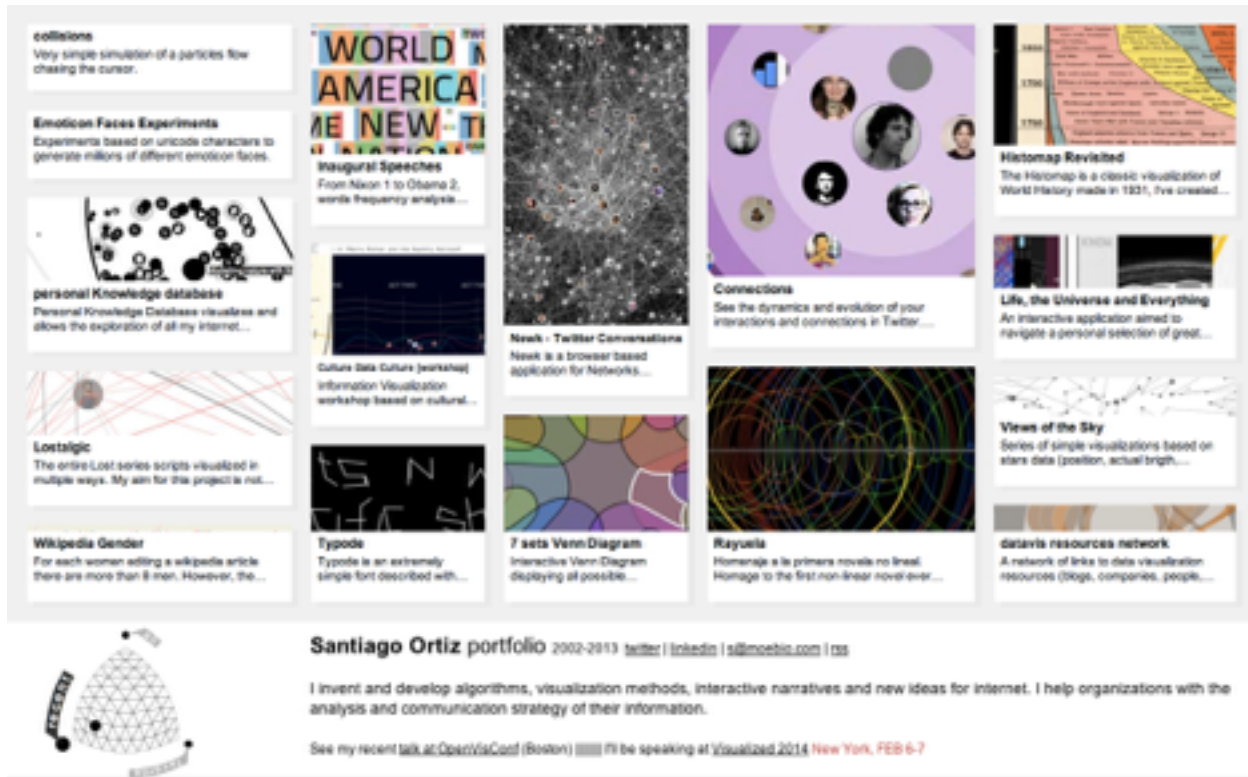 collisions
Very simple simulation of a particles flow
chasing the cursor.
Emoticon Faces Experiments
Experiments based on unicode characters to
generate millions of different emoticon faces.
personal Knowledge database
Personal Knowledge Database visualizes and
allows the exploration of all my internet...
Lostalgic
The entire Lost series scripts visualized in
multiple ways. My aim for this project is not...
Wikipedia Gender
For each women editing a wikipedia article
there are more than 8 men. However, the...
WORLD
AMERICA
NEW
NATION
Inaugural Speeches
From Nixon 1 to Obama 2,
words frequency analysis...
Culture Data Culture [workshop]
Information Visualization
workshop based on cultural...
Typode
Typode is an extremely
simple font described with...
Newk - Twitter Conversations
Newk is a browser based
application for Networks...
7 sets Venn Diagram
Interactive Venn Diagram
displaying all possible...
Connections
See the dynamics and evolution of your
interactions and connections in Twitter....
Rayuela
Homenaje a la primera novela no lineal.
Homage to the first non-linear novel ever....
1700
1750
Histomap Revisited
The Histomap is a classic visualization of
World History made in 1931, I've created...
Life, the Universe and Everything
An interactive application aimed to
navigate a personal selection of great...
Views of the Sky
Series of simple visualizations based on
stars data (position, actual brigth,...
datavis resources network
A network of links to data visualization
resources (blogs, companies, people,...
recent
Santiago Ortiz portfolio 2002-2013 twitter | linkedin | s@moebio.com | rss
I invent and develop algorithms, visualization methods, interactive narratives and new ideas for internet. I help organizations with the
analysis and communication strategy of their information.
See my recent talk at OpenVisConf (Boston) I'll be speaking at Visualized 2014 New York, FEB 6-7